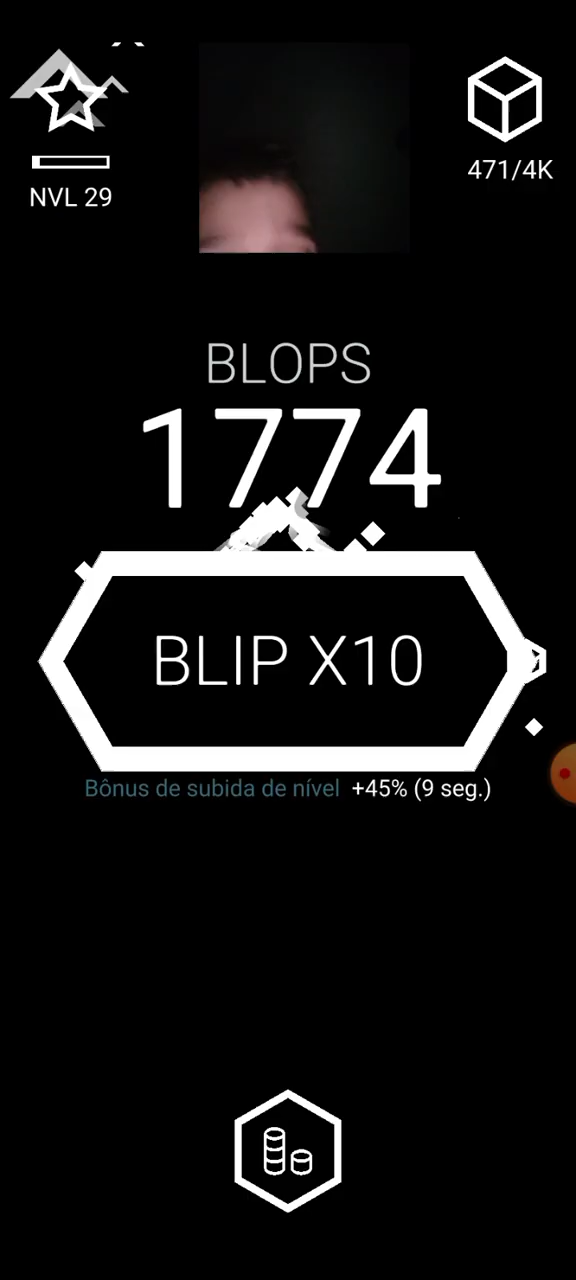 NVL 29
471/4K
BLOPS
1774
BLIP X10
Bônus de subida de nível +45% (9 seg.)